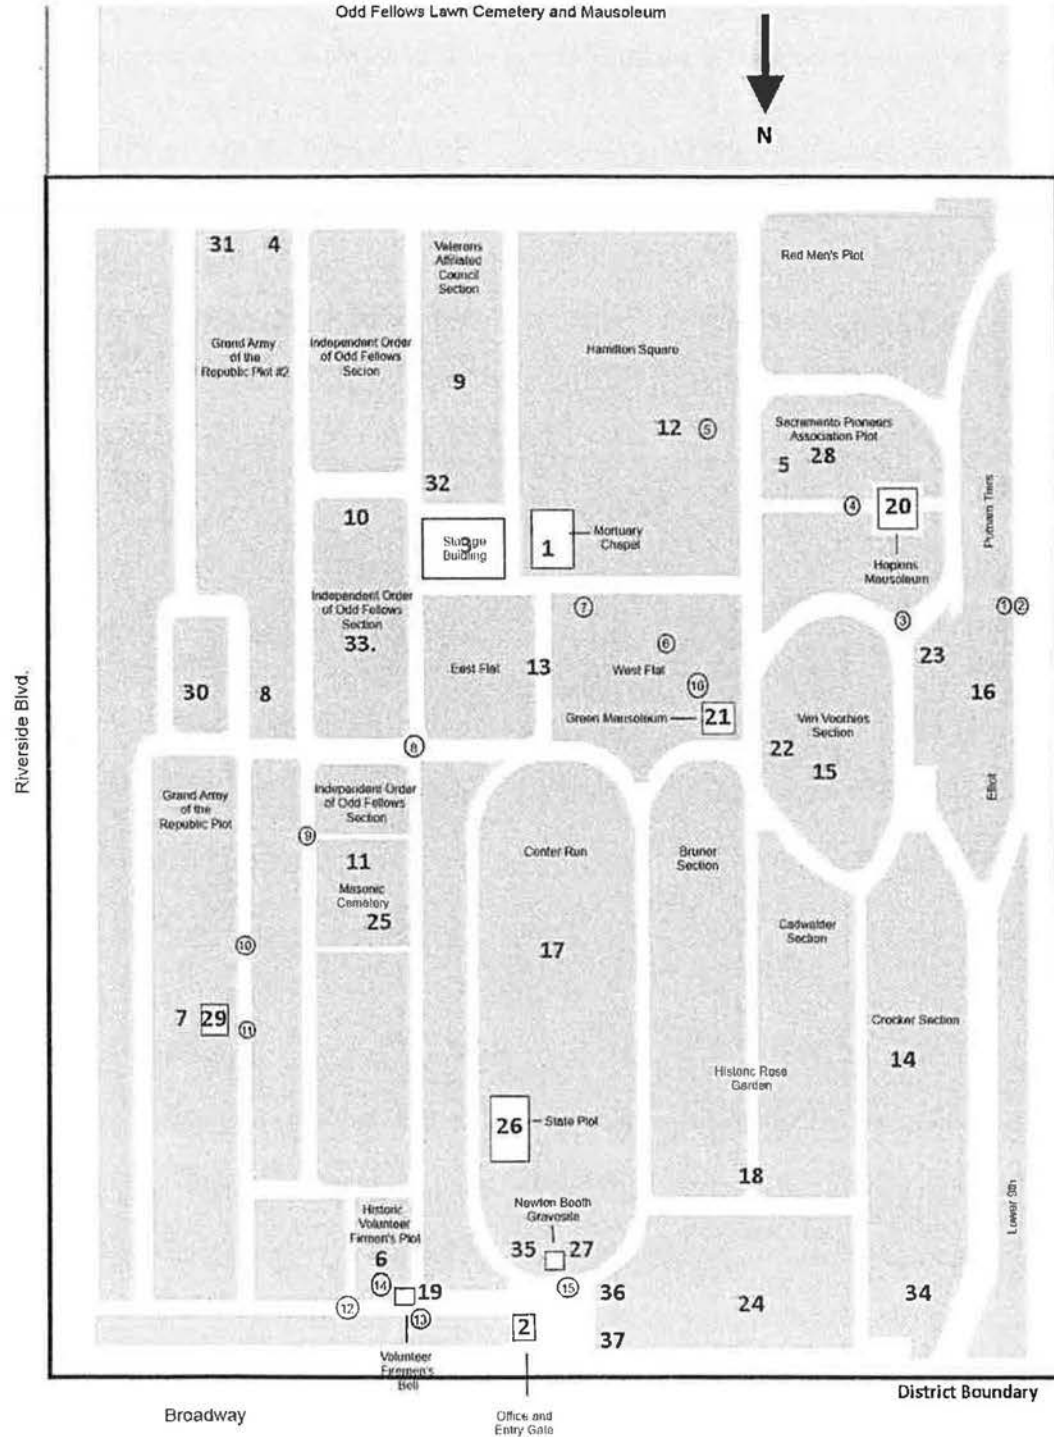 Odd Fellows Lawn Cemetery and Mausoleum
N
31 4
Veterans
Affiliated
Council
Section
Red Men's Plot
Grand Army
of the
Republic Plot #2
Independent Order
of Odd Fellows
Secion
Hamilton Square
9
12 5
Sacramento Pioneers
Association Plot
5 28
32
10
4 20
Putnam Tiers
Storage
Building
3
1
Mortuary
Chapel
Hopkins
Mausoleum
Independent Order
of Odd Fellows
Section
33.
7
3
1 2
6
23
East Flat
13
West Flat
16
30 8
16
Green Mausoleum
21
Van Voorhies
Section
22
15
8
Riverside Blvd.
Elliot
Grand Army
of the
Republic Plot
Independent Order
of Odd Fellows
Section
9
11
Masonic
Cemetery
25
Center Run
Bruner
Section
Cadwalder
Section
10
17
7 29 11
Crocker Section
14
Historic Rose
Garden
26
State Plot
18
Lower 9th
Historic
Volunteer
Firmen's Plot
6
Newton Booth
Gravesite
35 27
14 19
15
36
24
34
12
13
2
37
Volunteer
Firemen's
Bell
District Boundary
Broadway
Office and
Entry Gate